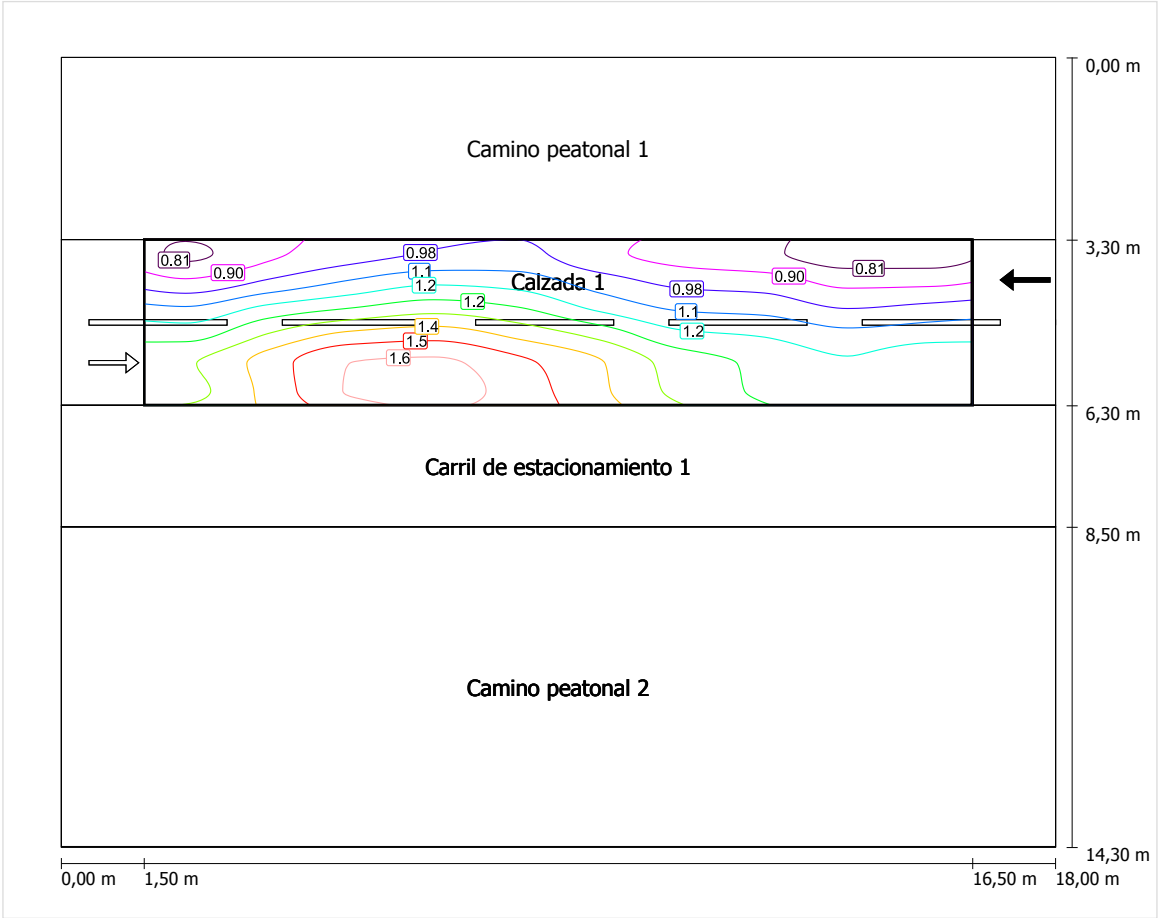 0,00 m
Camino peatonal 1
3,30 m
0.81
0.90
0.98
1.1
1.2
Calzada 1
1.2
0.98
0.90
0.81
1.1
1.2
1.4
1.5
1.6
6,30 m
Carril de estacionamiento 1
8,50 m
Camino peatonal 2
14,30 m
0,00 m 1,50 m 16,50 m 18,00 m